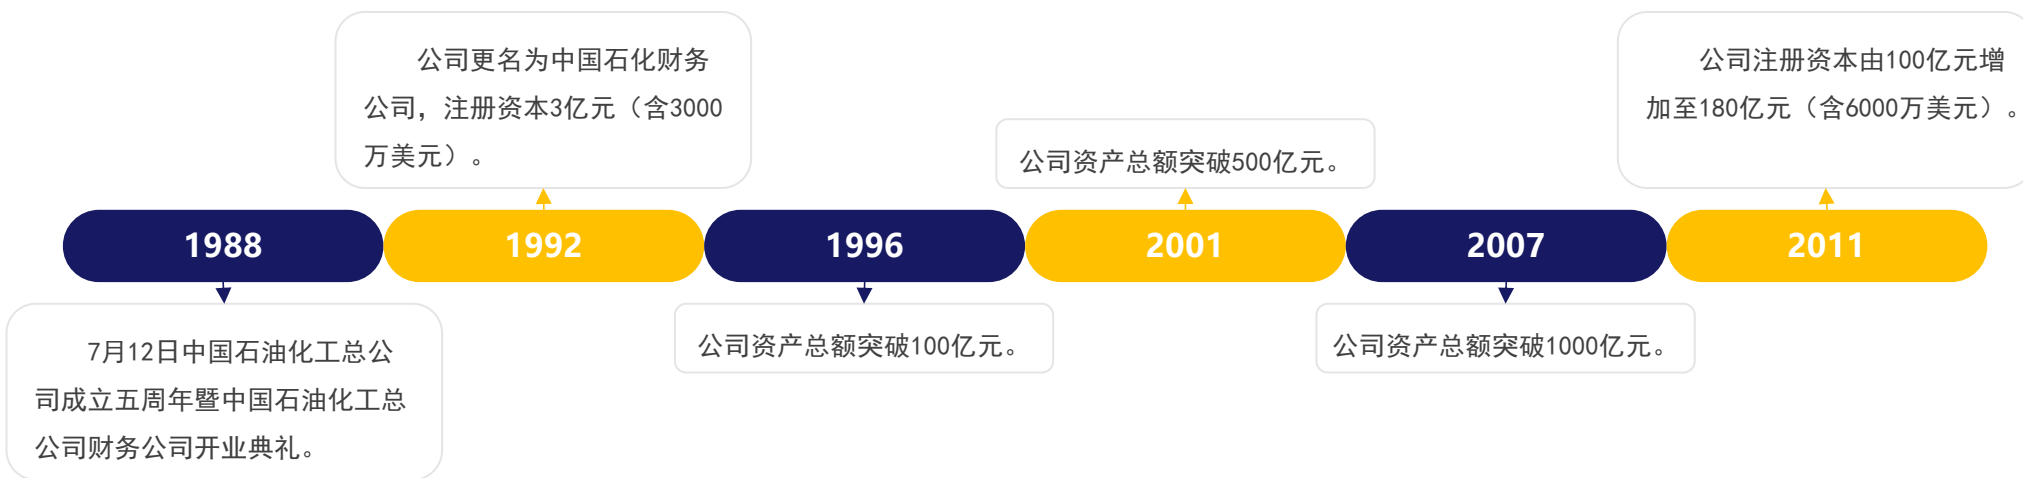 公司更名为中国石化财务
公司，注册资本3亿元（含3000
万美元）。
公司资产总额突破500亿元。
公司注册资本由100亿元增
加至180亿元（含6000万美元）。
1988
1992
1996
2001
2007
2011
7月12日中国石油化工总公
司成立五周年暨中国石油化工总
公司财务公司开业典礼。
公司资产总额突破100亿元。
公司资产总额突破1000亿元。